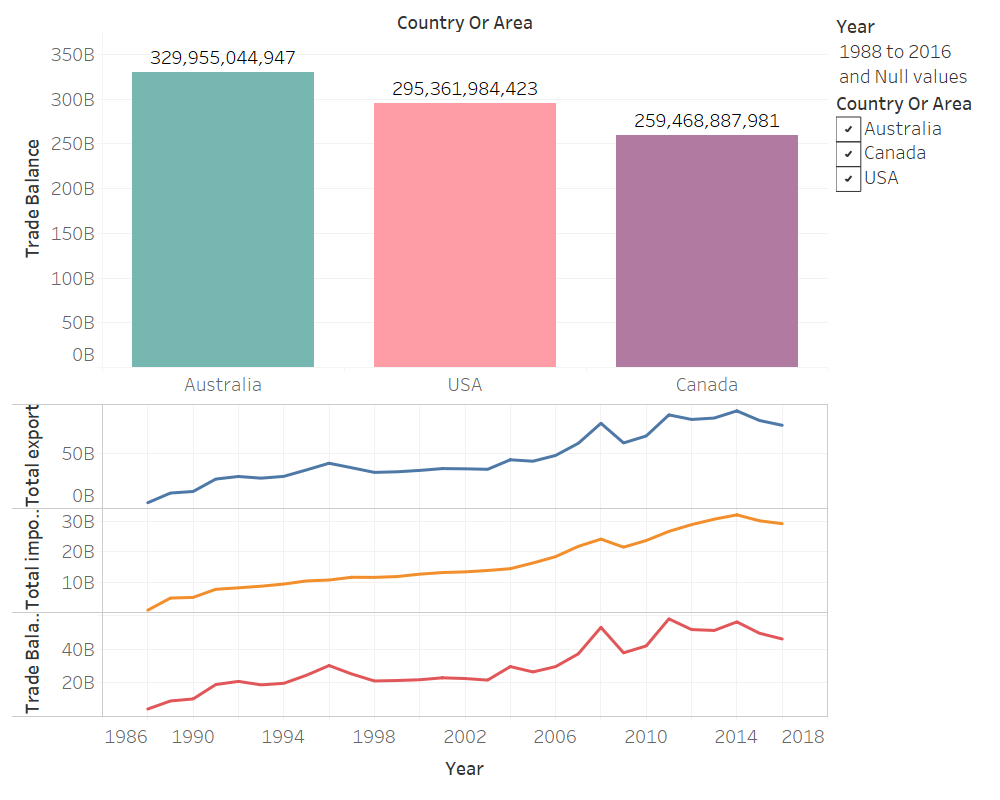 Country Or Area
350B
300B
250B
200B
150B
100B
50B
0B
Trade Balance
329,955,044,947
295,361,984,423
259,468,887,981
Australia USA Canada
Year
1988 to 2016
and Null values
Country Or Area
Australia
Canada
USA
Total export
50B
0B
Total impo..
30B
20B
10B
Trade Bala..
40B
20B
1986 1990 1994 1998 2002 2006 2010 2014 2018
Year